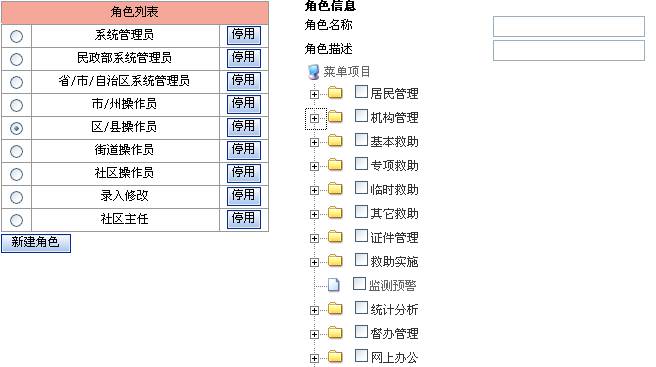 角色列表
系统管理员 停用
民政部系统管理员 停用
省/市/自治区系统管理员 停用
市/州操作员 停用
区/县操作员 停用
街道操作员 停用
社区操作员 停用
录入修改 停用
社区主任 停用
新建角色
角色信息
角色名称
角色描述
菜单项目
居民管理
机构管理
基本救助
专项救助
临时救助
其它救助
证件管理
救助实施
监测预警
统计分析
督办管理
网上办公